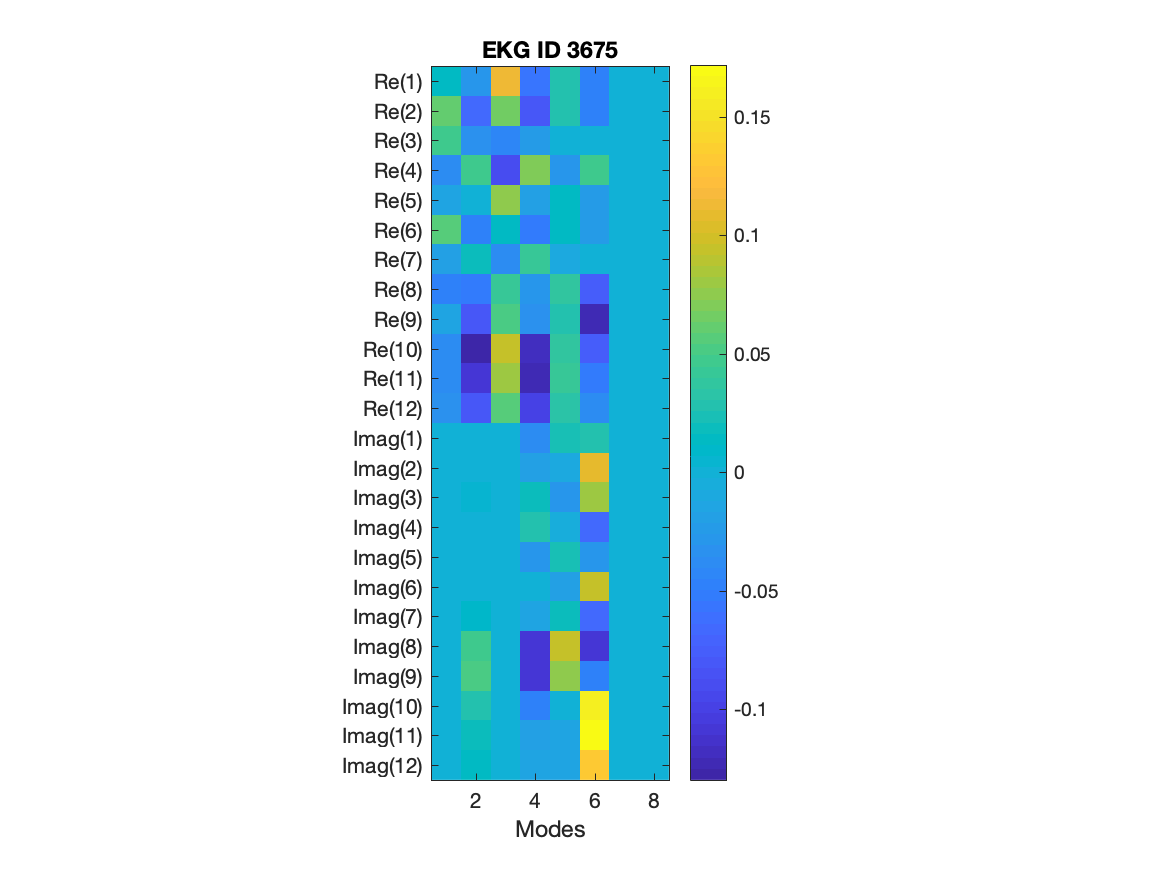 EKG ID 3675
Re(1)
Re(2)
Re(3)
Re(4)
Re(5)
Re(6)
Re(7)
Re(8)
Re(9)
Re(10)
Re(11)
Re(12)
Imag(1)
Imag(2)
Imag(3)
Imag(4)
Imag(5)
Imag(6)
Imag(7)
Imag(8)
Imag(9)
Imag(10)
Imag(11)
Imag(12)
2 4 6 8
Modes
0.15
0.1
0.05
0
-0.05
-0.1